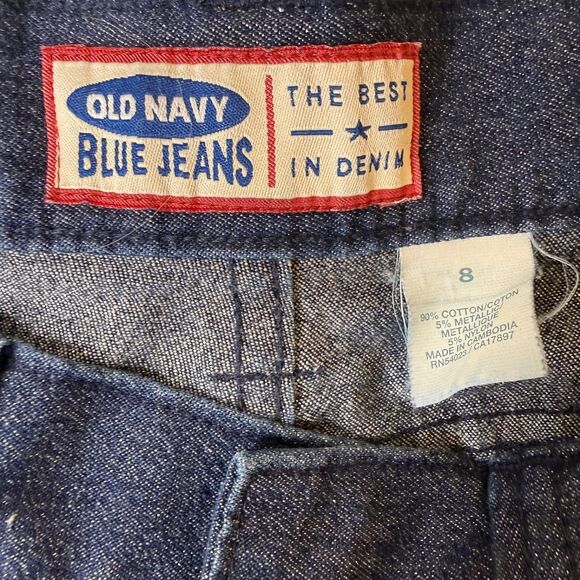 OLD NAVY
BLUE JEANS
THE BEST
IN DENIM
8
90% COTTON/COTON
5% METALLIC
METALLIQUE
5% NYLON
MADE IN CAMBODIA
RN54023 / CA17897